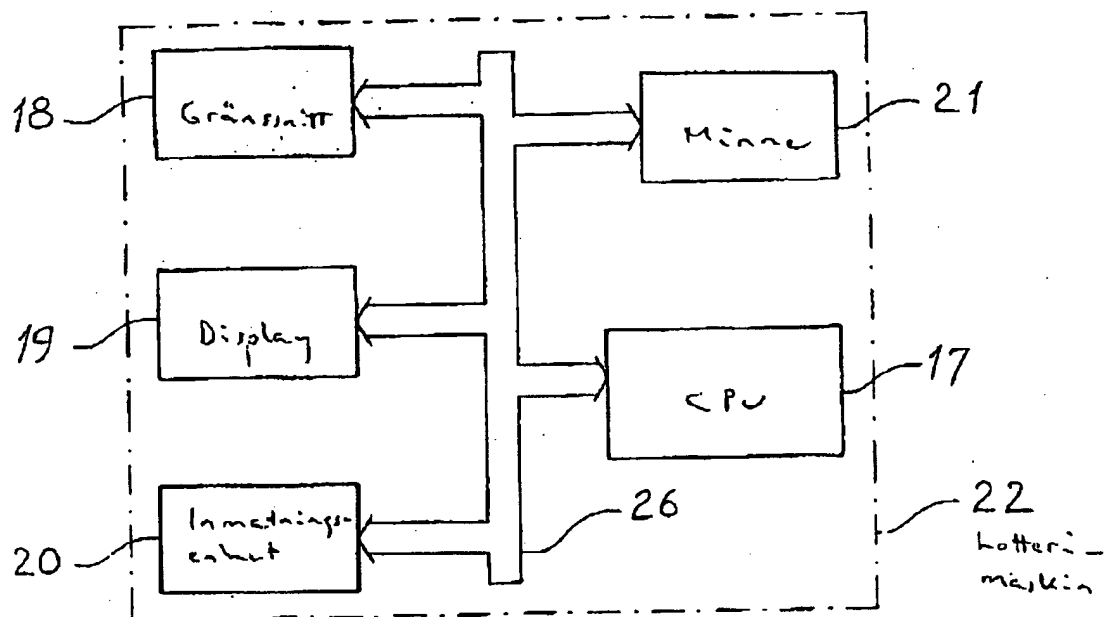 18
Gränssnitt
21
Minne
19
Display
17
CPU
20
Inmatnings-
enhet
26
22
Lotteri-
maskin